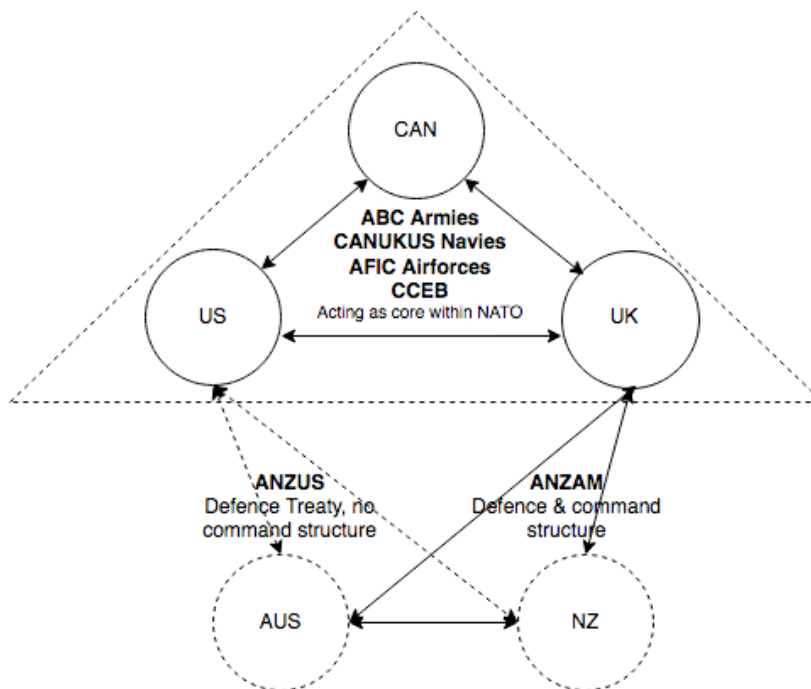 CAN
ABC Armies
CANUKUS Navies
AFIC Airforces
CCEB
Acting as core within NATO
US
UK
ANZUS
Defence Treaty, no
command structure
ANZAM
Defence & command
structure
AUS
NZ